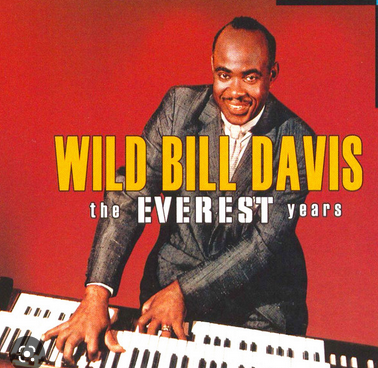 WILD BILL DAVIS
the EVEREST years